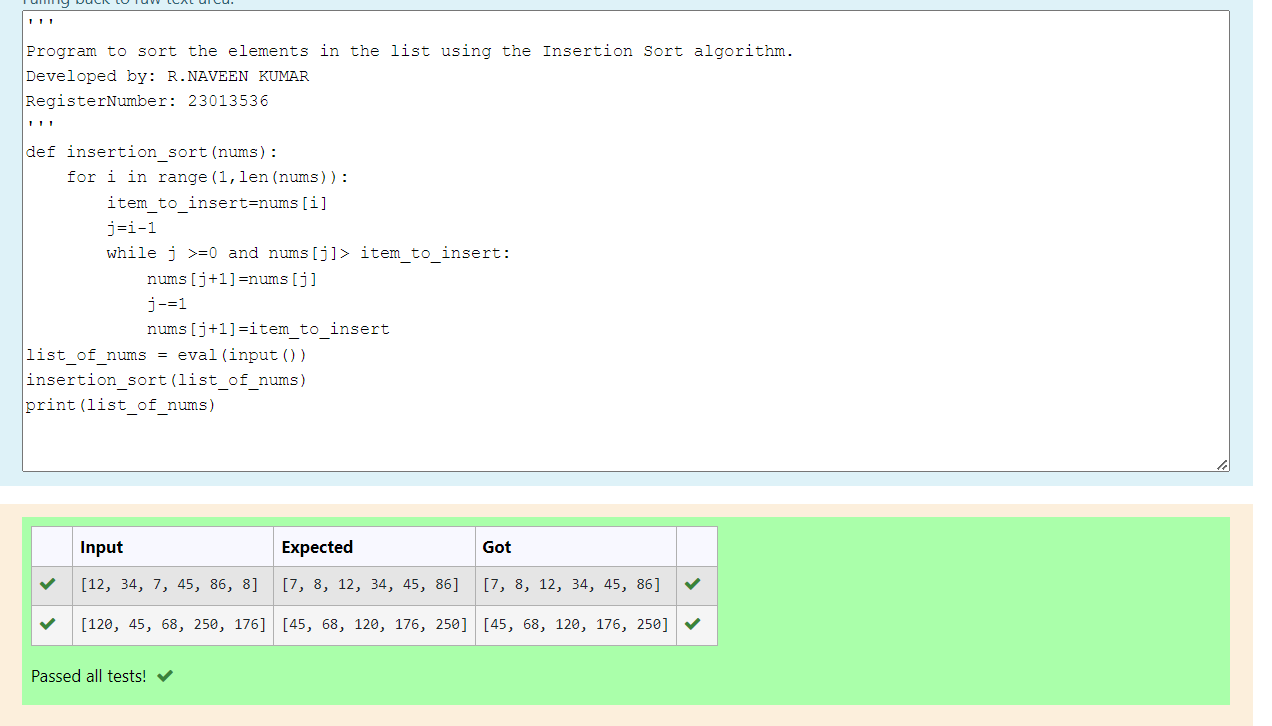 Falling back to raw text area.
'''
Program to sort the elements in the list using the Insertion Sort algorithm.
Developed by: R.NAVEEN KUMAR
RegisterNumber: 23013536
'''
def insertion_sort(nums):
    for i in range(1,len(nums)):
        item_to_insert=nums[i]
        j=i-1
        while j >=0 and nums[j]> item_to_insert:
            nums[j+1]=nums[j]
            j-=1
            nums[j+1]=item_to_insert
list_of_nums = eval(input())
insertion_sort(list_of_nums)
print(list_of_nums)
Input Expected Got
[12, 34, 7, 45, 86, 8] [7, 8, 12, 34, 45, 86] [7, 8, 12, 34, 45, 86]
[120, 45, 68, 250, 176] [45, 68, 120, 176, 250] [45, 68, 120, 176, 250]
Passed all tests!